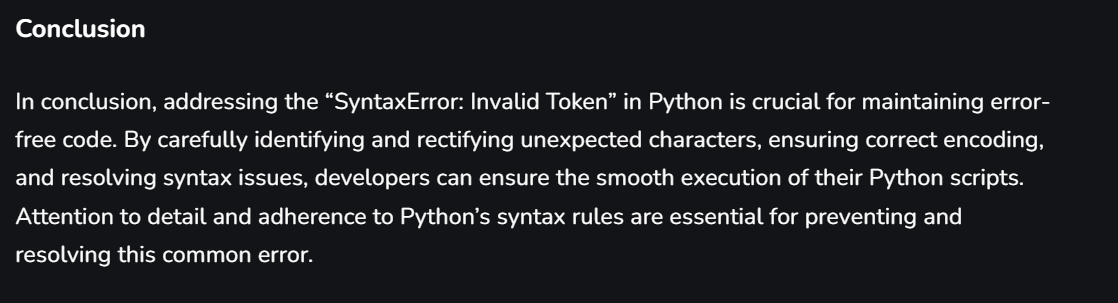 Conclusion
In conclusion, addressing the “SyntaxError: Invalid Token” in Python is crucial for maintaining error-
free code. By carefully identifying and rectifying unexpected characters, ensuring correct encoding,
and resolving syntax issues, developers can ensure the smooth execution of their Python scripts.
Attention to detail and adherence to Python’s syntax rules are essential for preventing and
resolving this common error.